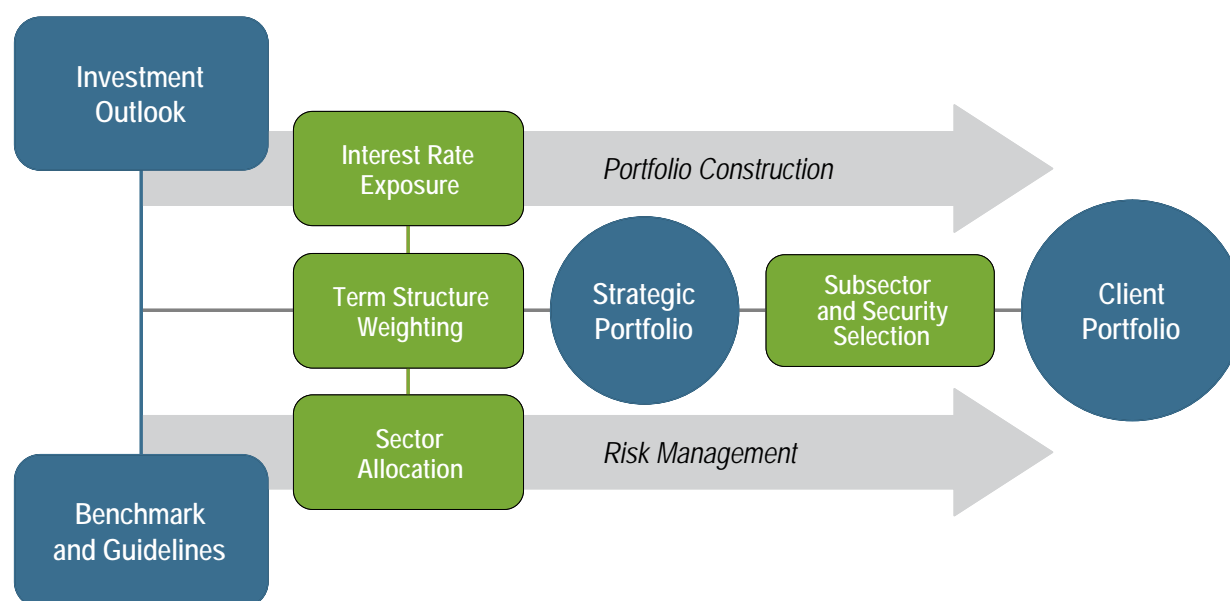 Investment
Outlook
Interest Rate
Exposure
Portfolio Construction
Term Structure
Weighting
Strategic
Portfolio
Subsector
and Security
Selection
Client
Portfolio
Sector
Allocation
Risk Management
Benchmark
and Guidelines